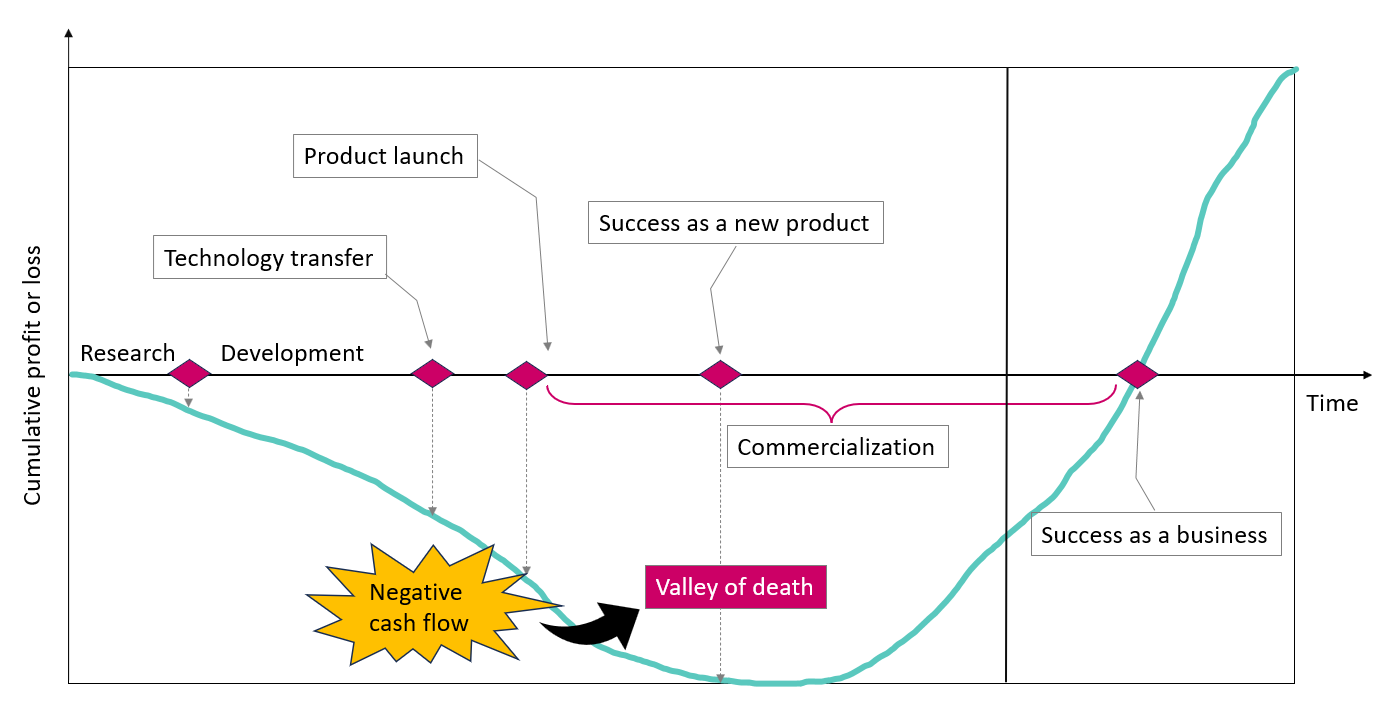 Product launch
Success as a new product
Technology transfer
Cumulative profit or loss
Research
Development
Time
Commercialization
Success as a business
Negative
cash flow
Valley of death